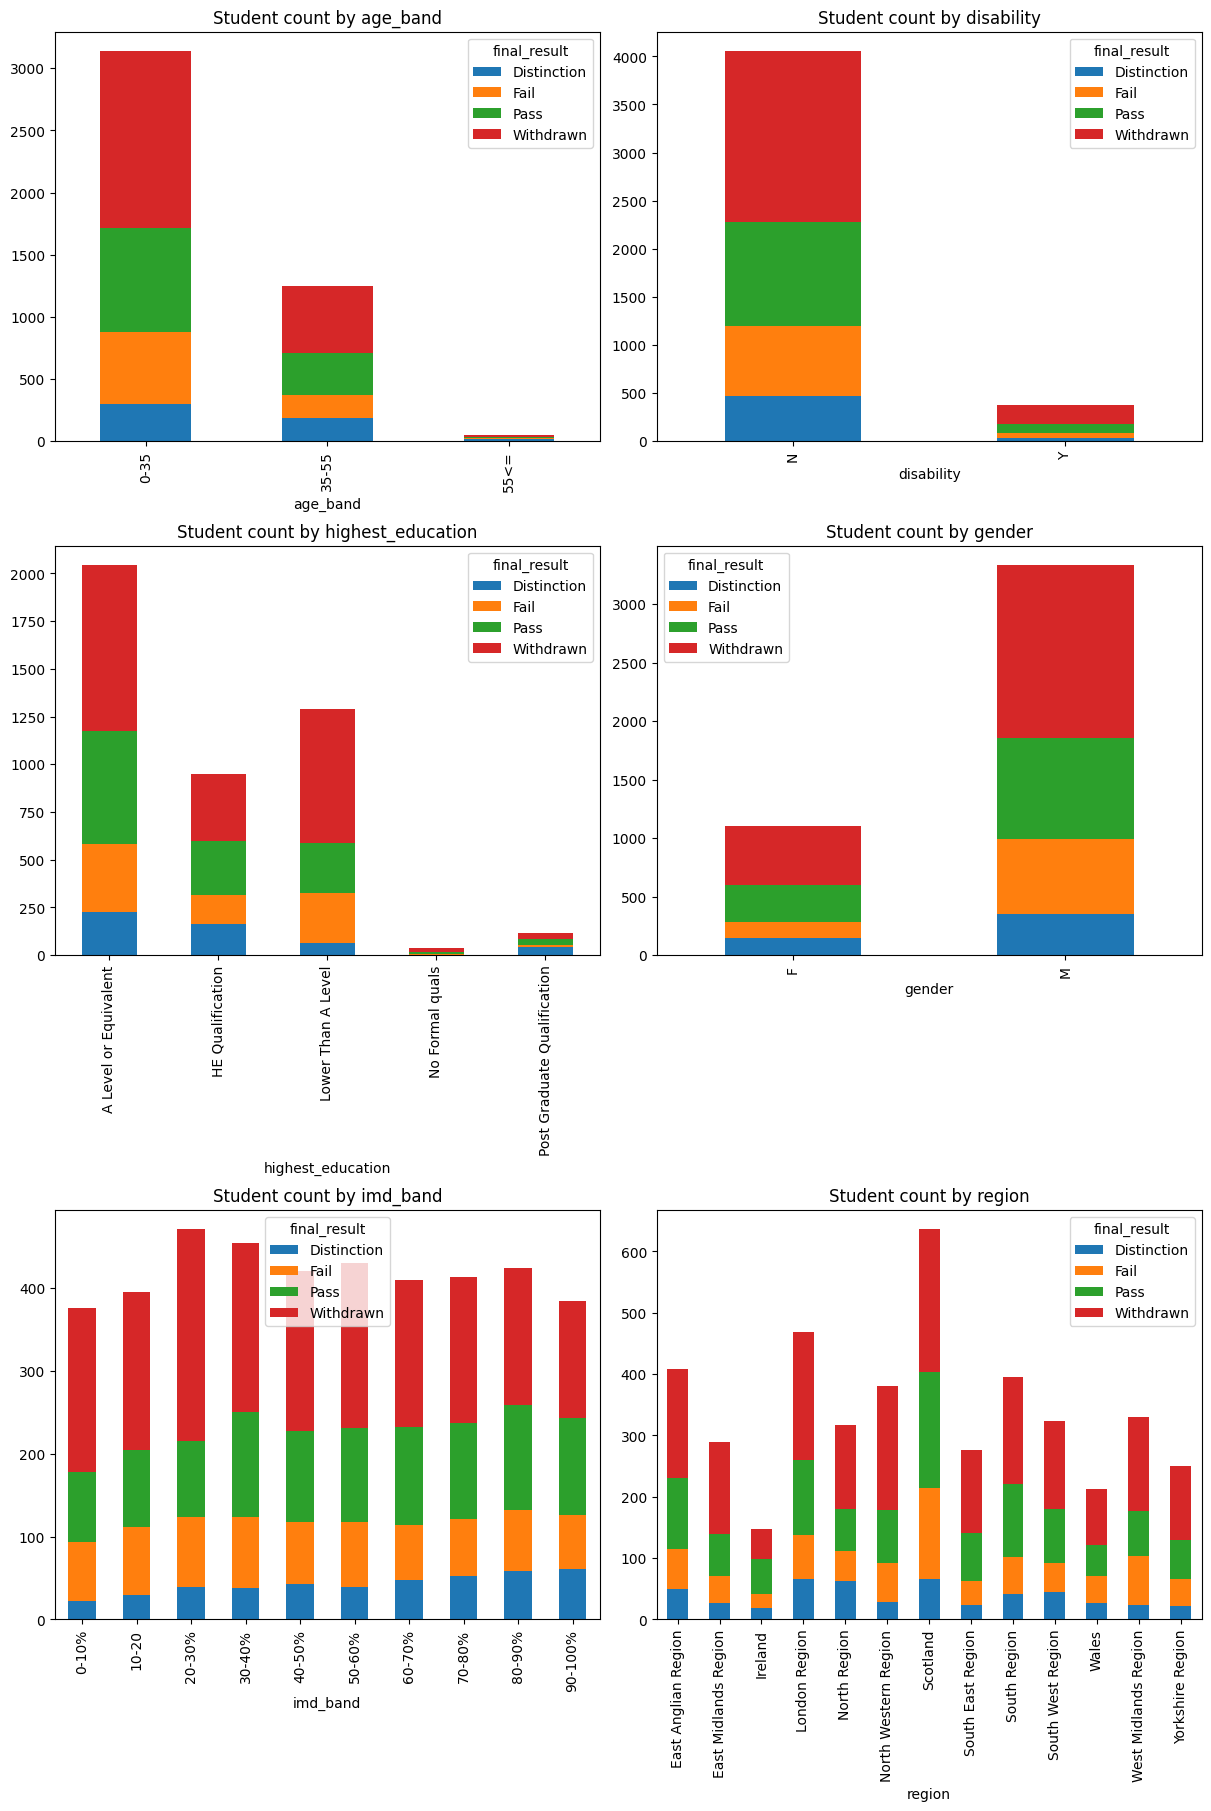 Student count by age_band
final_result
Distinction
Fail
Pass
Withdrawn
3000
2500
2000
1500
1000
500
0
0-35
35-55
55<=
age_band
Student count by disability
final_result
Distinction
Fail
Pass
Withdrawn
4000
3500
3000
2500
2000
1500
1000
500
0
N
Y
disability
Student count by highest_education
final_result
Distinction
Fail
Pass
Withdrawn
2000
1750
1500
1250
1000
750
500
250
0
A Level or Equivalent
HE Qualification
Lower Than A Level
No Formal quals
Post Graduate Qualification
highest_education
Student count by gender
final_result
Distinction
Fail
Pass
Withdrawn
3000
2500
2000
1500
1000
500
0
F
M
gender
Student count by imd_band
final_result
Distinction
Fail
Pass
Withdrawn
400
300
200
100
0
0-10%
10-20
20-30%
30-40%
40-50%
50-60%
60-70%
70-80%
80-90%
90-100%
imd_band
Student count by region
final_result
Distinction
Fail
Pass
Withdrawn
600
500
400
300
200
100
0
East Anglian Region
East Midlands Region
Ireland
London Region
North Region
North Western Region
Scotland
South East Region
South Region
South West Region
Wales
West Midlands Region
Yorkshire Region
region